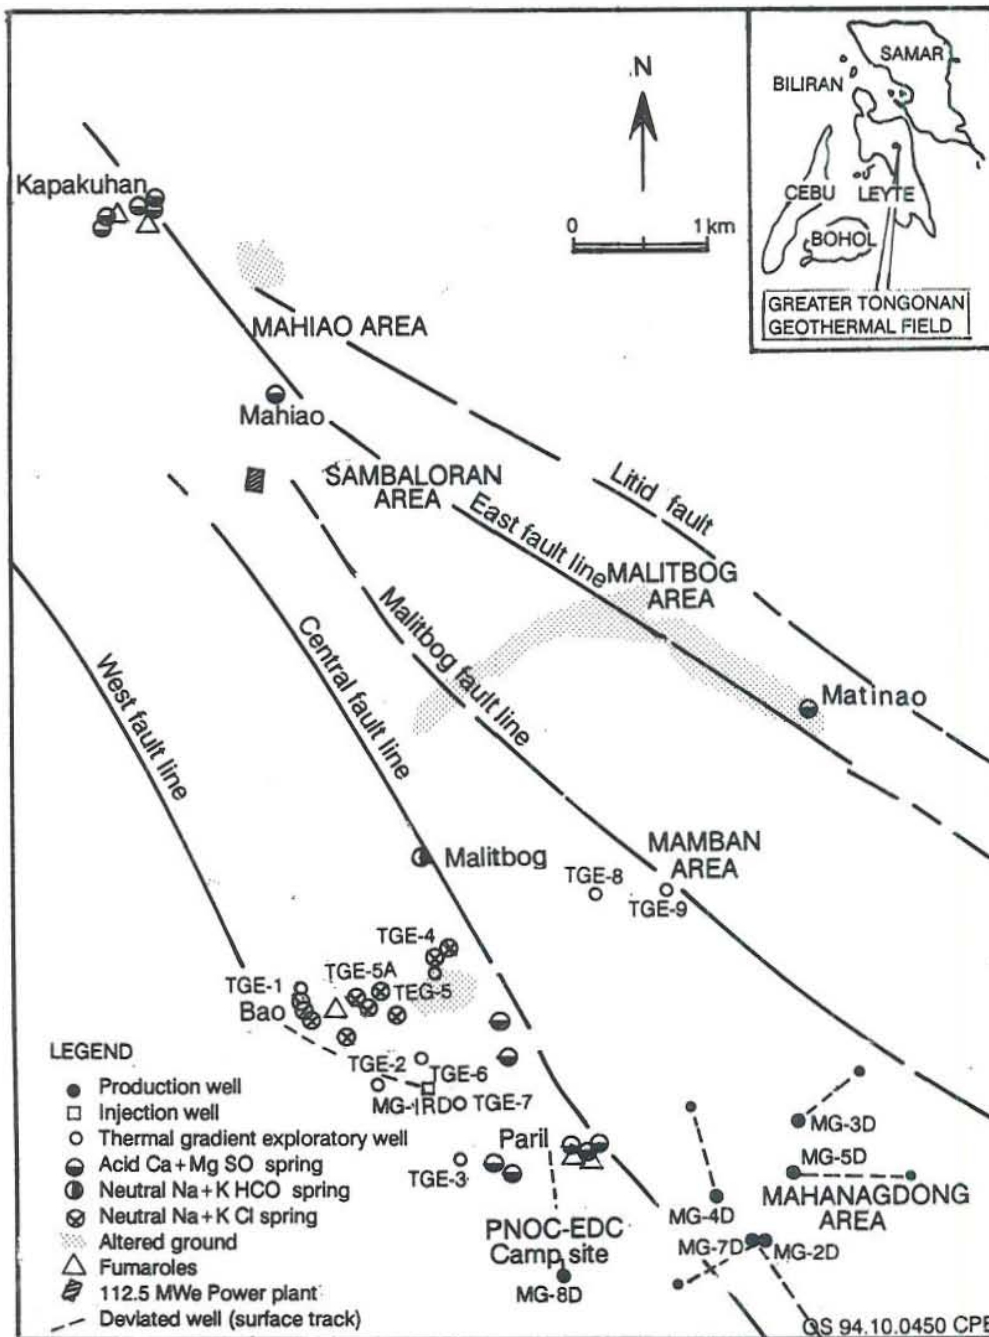 N
0 1 km
SAMAR
BILIRAN
CEBU
LEYTE
BOHOL
GREATER TONGONAN
GEOTHERMAL FIELD
Kapakuhan
MAHIAO AREA
Mahiao
SAMBALORAN
AREA
Litid fault
East fault line
MALITBOG
AREA
Malitbog fault line
Central fault line
West fault line
Matinao
Malitbog
MAMBAN
AREA
TGE-8
TGE-9
TGE-4
TGE-5A
TGE-1
TEG-5
Bao
TGE-2
TGE-6
MG-1RD
TGE-7
Paril
TGE-3
MG-3D
MG-5D
MAHANAGDONG
AREA
MG-4D
MG-7D
MG-2D
PNOC-EDC
Camp site
MG-8D
LEGEND
Production well
Injection well
Thermal gradient exploratory well
Acid Ca+Mg SO spring
Neutral Na+K HCO spring
Neutral Na+K Cl spring
Altered ground
Fumaroles
112.5 MWe Power plant
Deviated well (surface track)
OS 94.10.0450 CPB